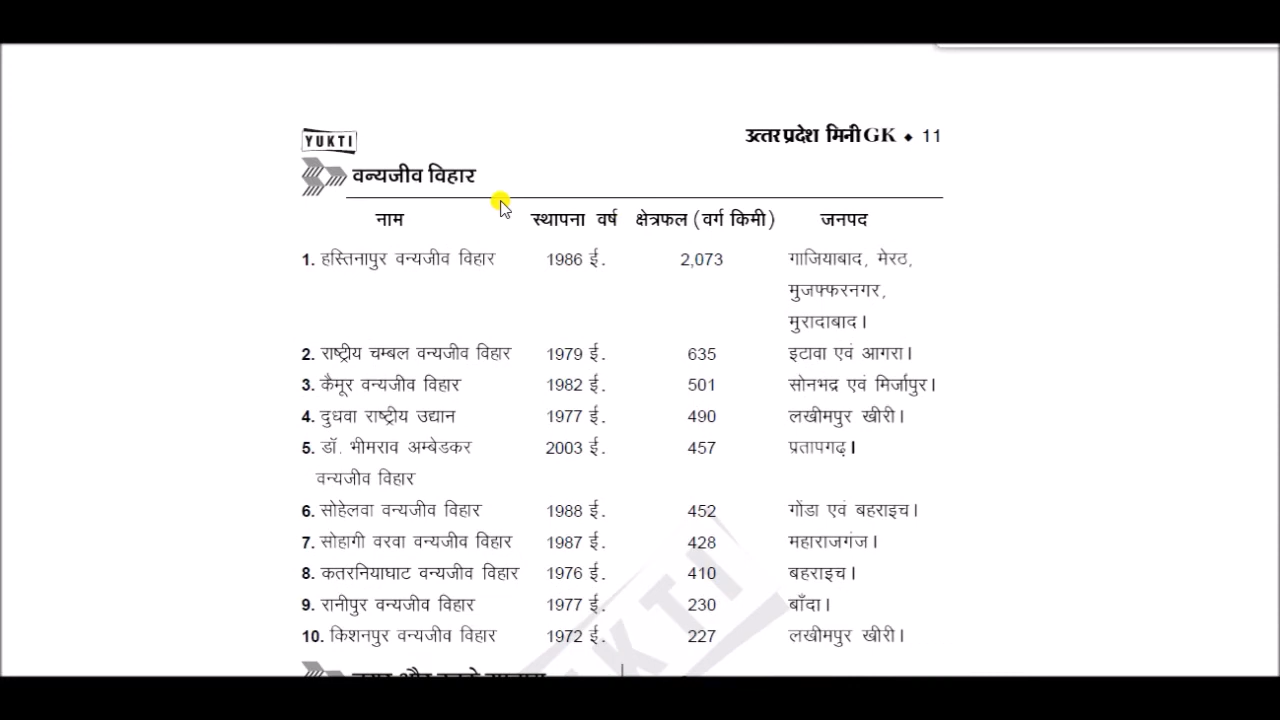 YUKTI
उत्तर प्रदेश मिनी GK ◆ 11
वन्यजीव विहार
नाम स्थापना वर्ष क्षेत्रफल (वर्ग किमी) जनपद
1. हस्तिनापुर वन्यजीव विहार 1986 ई. 2,073 गाजियाबाद, मेरठ,
मुजफ्फरनगर,
मुरादाबाद।
2. राष्ट्रीय चम्बल वन्यजीव विहार 1979 ई. 635 इटावा एवं आगरा।
3. कैमूर वन्यजीव विहार 1982 ई. 501 सोनभद्र एवं मिर्जापुर।
4. दुधवा राष्ट्रीय उद्यान 1977 ई. 490 लखीमपुर खीरी।
5. डॉ. भीमराव अम्बेडकर 2003 ई. 457 प्रतापगढ़।
वन्यजीव विहार
6. सोहेलवा वन्यजीव विहार 1988 ई. 452 गोंडा एवं बहराइच।
7. सोहागी वरवा वन्यजीव विहार 1987 ई. 428 महाराजगंज।
8. कतरनियाघाट वन्यजीव विहार 1976 ई. 410 बहराइच।
9. रानीपुर वन्यजीव विहार 1977 ई. 230 बाँदा।
10. किशनपुर वन्यजीव विहार 1972 ई. 227 लखीमपुर खीरी।